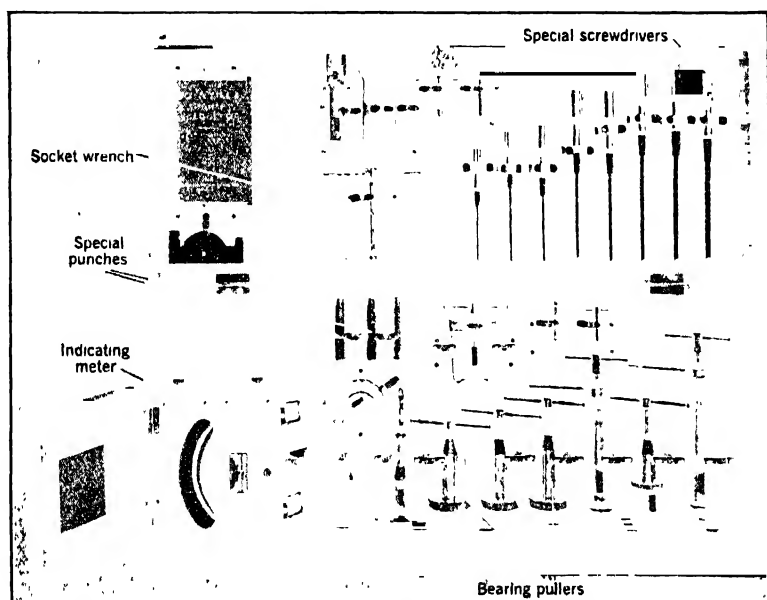 Special screwdrivers
Socket wrench
Special
punches
Indicating
meter
Bearing pullers